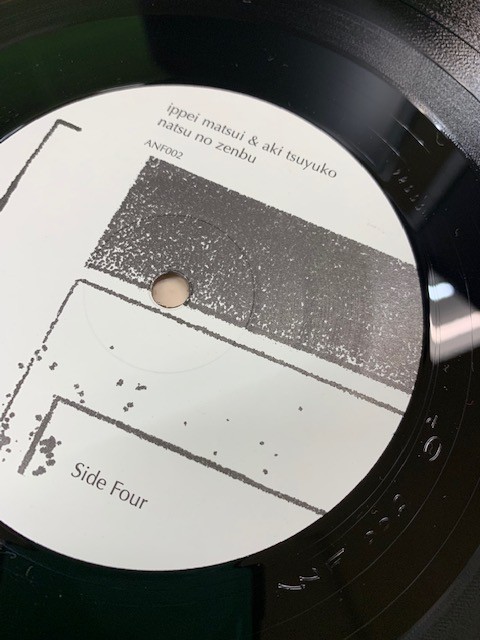 ippei matsui & aki tsuyuko
natsu no zenbu
ANF002
Side Four